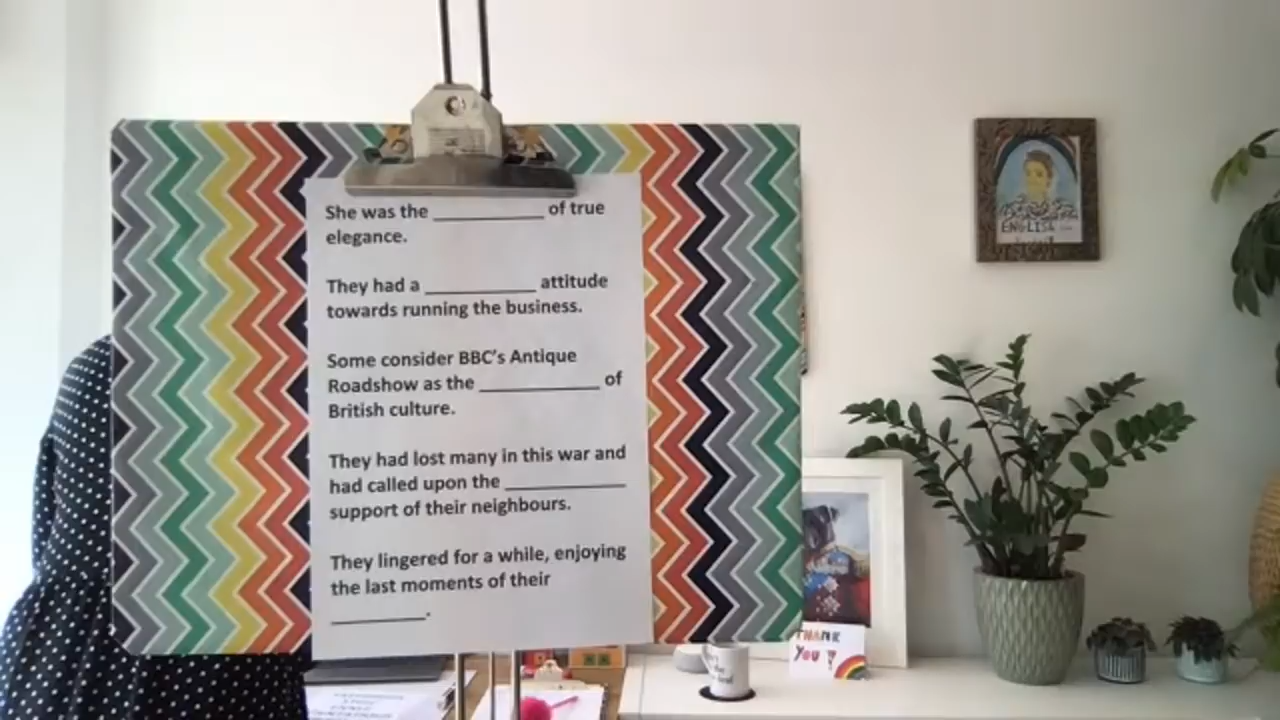 She was the __________ of true
elegance.
They had a __________ attitude
towards running the business.
Some consider BBC's Antique
Roadshow as the ___________ of
British culture.
They had lost many in this war and
had called upon the ___________
support of their neighbours.
They lingered for a while, enjoying
the last moments of their
_________.
ENGLISH
THANK
YOU !